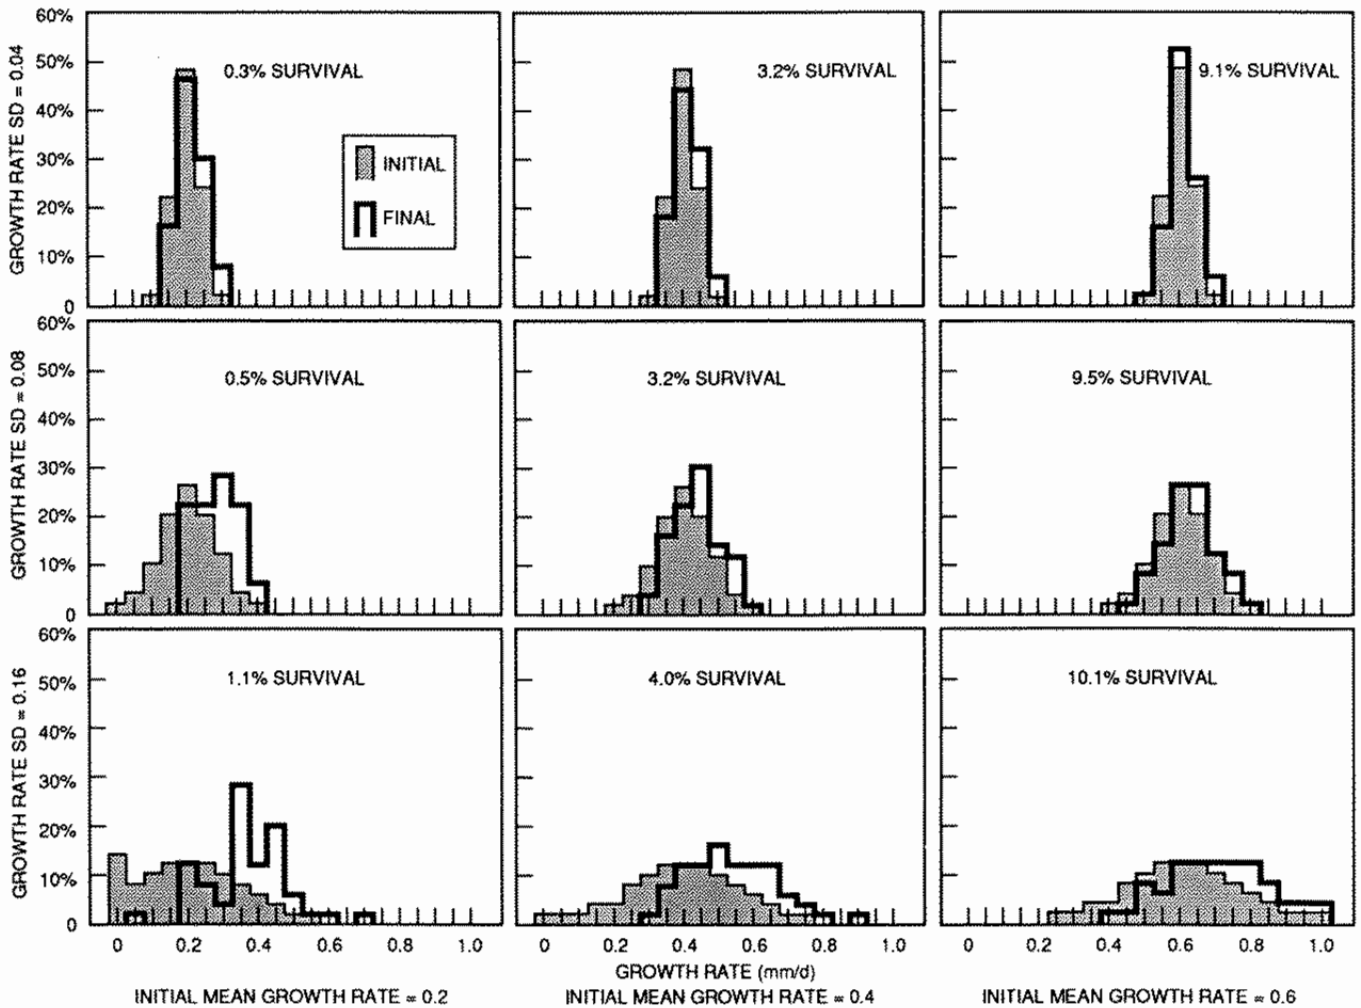 60%
50%
40%
30%
20%
10%
0
GROWTH RATE SD = 0.04
0.3% SURVIVAL
INITIAL
FINAL
3.2% SURVIVAL
9.1% SURVIVAL
60%
50%
40%
30%
20%
10%
0
GROWTH RATE SD = 0.08
0.5% SURVIVAL
3.2% SURVIVAL
9.5% SURVIVAL
60%
50%
40%
30%
20%
10%
0
GROWTH RATE SD = 0.16
1.1% SURVIVAL
4.0% SURVIVAL
10.1% SURVIVAL
0 0.2 0.4 0.6 0.8 1.0
0 0.2 0.4 0.6 0.8 1.0
0 0.2 0.4 0.6 0.8 1.0
GROWTH RATE (mm/d)
INITIAL MEAN GROWTH RATE = 0.2
INITIAL MEAN GROWTH RATE = 0.4
INITIAL MEAN GROWTH RATE = 0.6